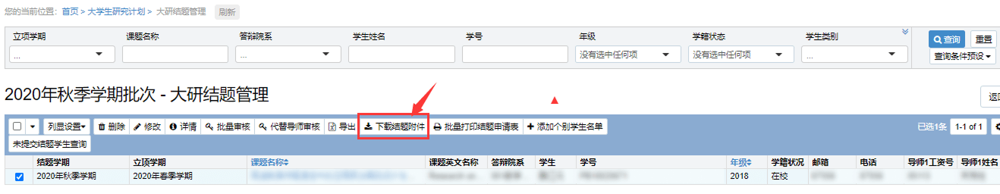 您的当前位置: 首页 > 大学生研究计划 > 大研结题管理 刷新
立项学期 课题名称 答辩院系 学生姓名 学号 年级 学籍状态 学生类别
... ... 没有选中任何项 没有选中任何项 ...
查询 重置
查询条件预设
2020年秋季学期批次 - 大研结题管理
列显设置 删除 修改 详情 批量审核 代替导师审核 导出 下载结题附件 批量打印结题申请表 添加个别学生名单 已选1条 1-1 of 1
未提交结题学生查询
结题学期 立项学期 课题名称 课题英文名称 答辩院系 学生 学号 年级 学籍状况 邮箱 电话 导师1工资号 导师1姓名
2020年秋季学期 2020年春季学期 2018 在校